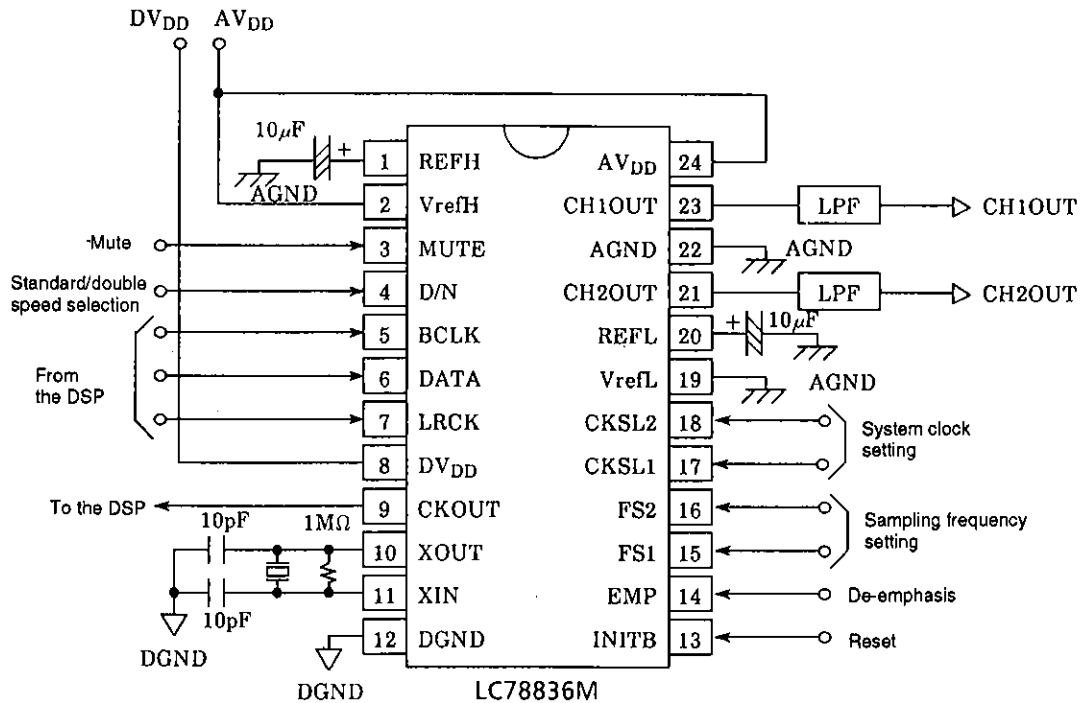 DVDD AVDD
10μF
+
AGND
1 REFH
2 VrefH
Mute
3 MUTE
Standard/double
speed selection
4 D/N
5 BCLK
From
the DSP
6 DATA
7 LRCK
8 DVDD
To the DSP
9 CKOUT
10pF
1MΩ
10 XOUT
11 XIN
10pF
DGND
12 DGND
DGND
AVDD 24
CH1OUT 23
LPF
CH1OUT
AGND 22
AGND
CH2OUT 21
LPF
CH2OUT
REFL 20
+
10μF
VrefL 19
AGND
CKSL2 18
System clock
setting
CKSL1 17
FS2 16
Sampling frequency
setting
FS1 15
EMP 14
De-emphasis
INITB 13
Reset
LC78836M